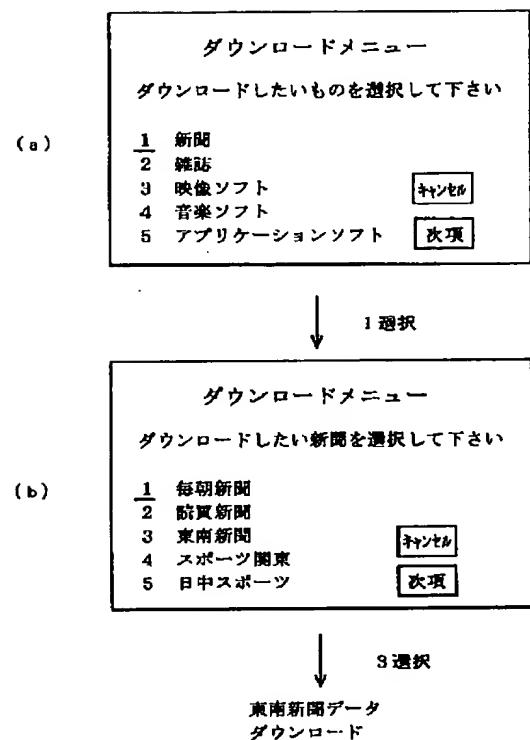 ダウンロードメニュー
ダウンロードしたいものを選択して下さい
(a)
1 新聞
2 雑誌
3 映像ソフト
キャンセル
4 音楽ソフト
5 アプリケーションソフト
次項
1選択
ダウンロードメニュー
ダウンロードしたい新聞を選択して下さい
(b)
1 毎朝新聞
2 読買新聞
3 東南新聞
キャンセル
4 スポーツ関東
5 日中スポーツ
次項
3選択
東南新聞データ
ダウンロード